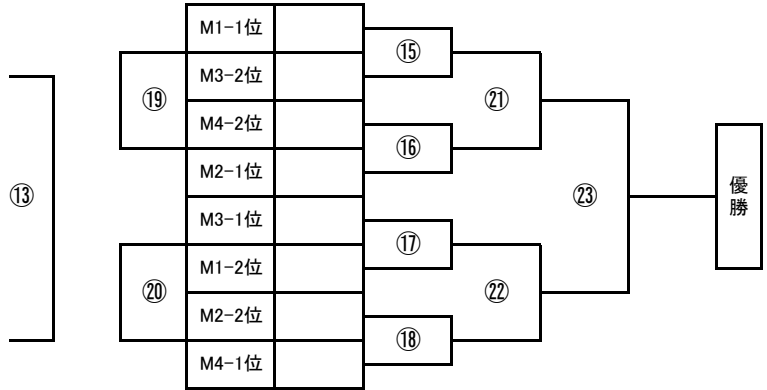 M1-1位
⑮
M3-2位
⑲
㉑
M4-2位
⑯
M2-1位
⑬
㉓
優勝
M3-1位
⑰
M1-2位
⑳
㉒
M2-2位
⑱
M4-1位